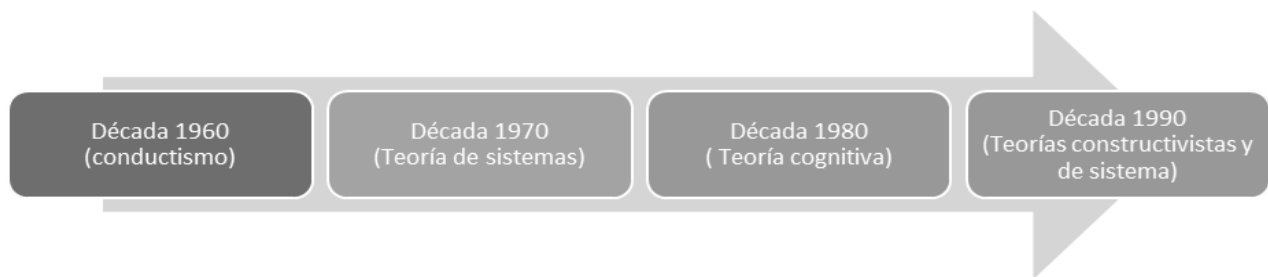 Década 1960
(conductismo)
Década 1970
(Teoría de sistemas)
Década 1980
( Teoría cognitiva)
Década 1990
(Teorías constructivistas y
de sistema)